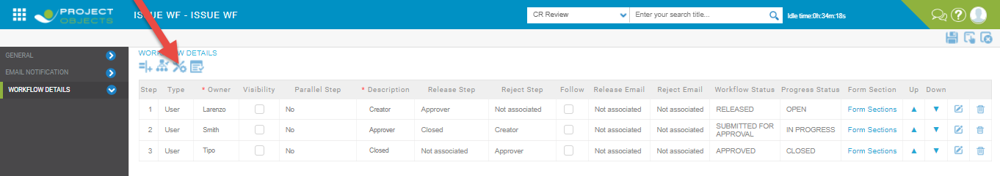 PROJECT OBJECTS
ISSUE WF - ISSUE WF
CR Review
Enter your search title...
Idle time:0h:34m:18s
GENERAL
EMAIL NOTIFICATION
WORKFLOW DETAILS
WORKFLOW DETAILS
Step Type * Owner Visibility Parallel Step * Description Release Step Reject Step Follow Release Email Reject Email Workflow Status Progress Status Form Section Up Down
1 User Larenzo No Creator Approver Not associated Not associated Not associated RELEASED OPEN Form Sections
2 User Smith No Approver Closed Creator Not associated Not associated SUBMITTED FOR APPROVAL IN PROGRESS Form Sections
3 User Tipo No Closed Not associated Approver Not associated Not associated APPROVED CLOSED Form Sections